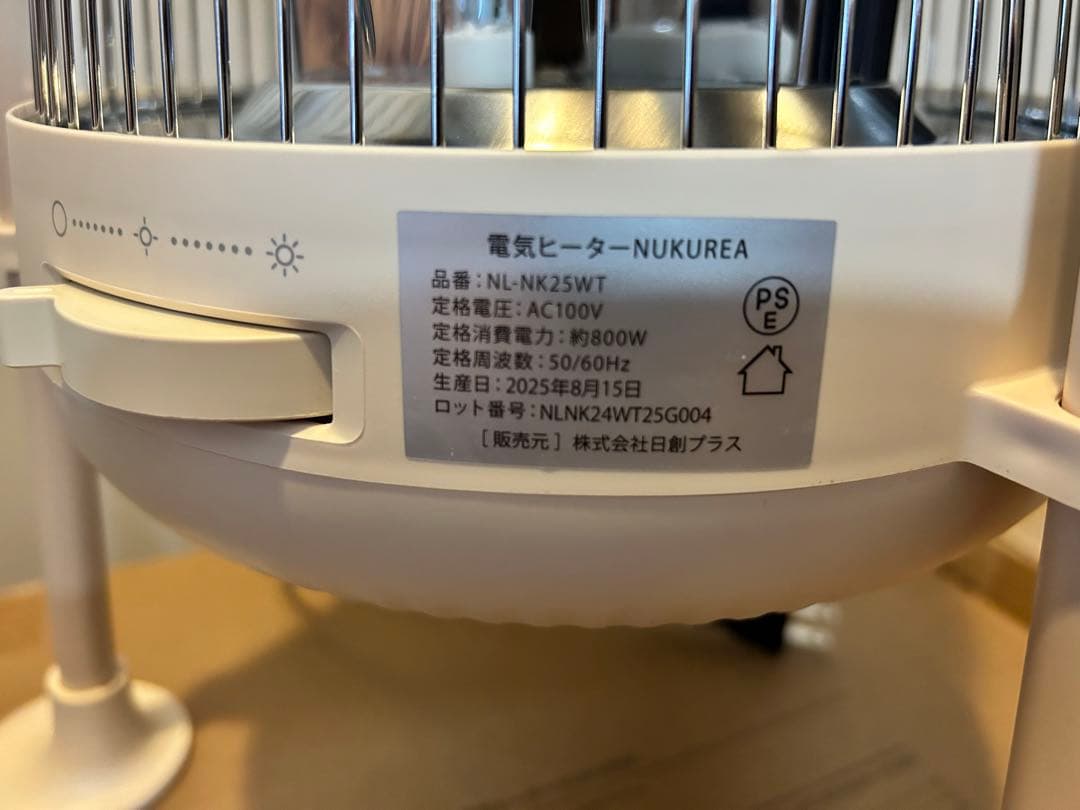 電気ヒーターNUKUREA
品番：NL-NK25WT
定格電圧：AC100V
定格消費電力：約800W
定格周波数：50/60Hz
生産日：2025年8月15日
ロット番号：NLNK24WT25G004
［販売元］株式会社日創プラス
PS
E